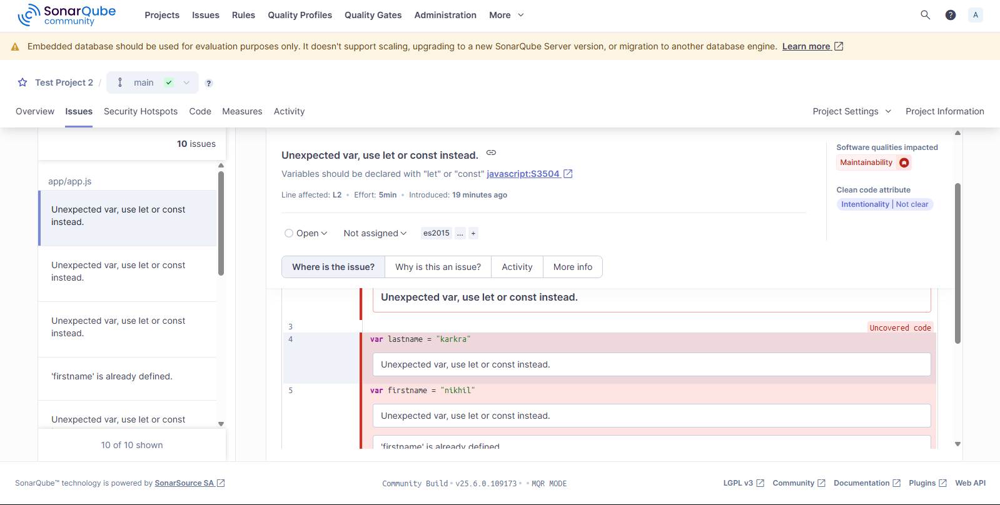 SonarQube community
Projects Issues Rules Quality Profiles Quality Gates Administration More
? A
Embedded database should be used for evaluation purposes only. It doesn't support scaling, upgrading to a new SonarQube Server version, or migration to another database engine. Learn more
Test Project 2 / main ?
Overview Issues Security Hotspots Code Measures Activity Project Settings Project Information
10 issues
app/app.js
Unexpected var, use let or const
instead.
Unexpected var, use let or const
instead.
Unexpected var, use let or const
instead.
'firstname' is already defined.
Unexpected var, use let or const
10 of 10 shown
Unexpected var, use let or const instead.
Variables should be declared with "let" or "const" javascript:S3504
Line affected: L2 • Effort: 5min • Introduced: 19 minutes ago
Software qualities impacted
Maintainability
Clean code attribute
Intentionality | Not clear
Open Not assigned es2015 ... +
Where is the issue? Why is this an issue? Activity More info
Unexpected var, use let or const instead.
3
Uncovered code
4 var lastname = "karkra"
Unexpected var, use let or const instead.
5 var firstname = "nikhil"
Unexpected var, use let or const instead.
'firstname' is already defined
SonarQube™ technology is powered by SonarSource SA
Community Build • v25.6.0.109173 • • MQR MODE
LGPL v3 Community Documentation Plugins Web API